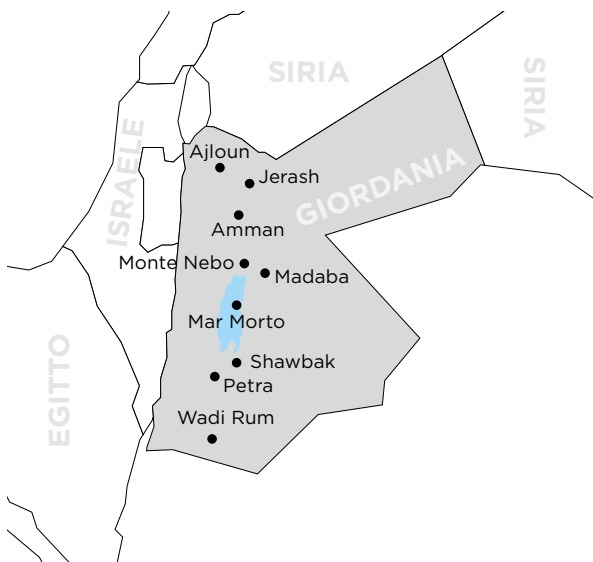 SIRIA
SIRIA
ISRAELE
Ajloun
Jerash
GIORDANIA
Amman
Monte Nebo
Madaba
Mar Morto
EGITTO
Shawbak
Petra
Wadi Rum